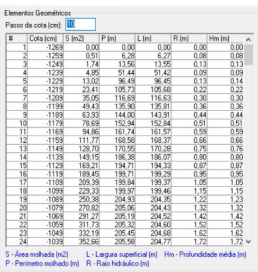 Elementos Geométricos
Passo da cota (cm): 10
# Cota (cm) S (m2) P (m) L (m) R (m) Hm (m)
1 -1269 0,00 0,00 0,00 0,00 0,00
2 -1259 0,51 6,28 6,27 0,08 0,08
3 -1249 1,74 13,56 13,55 0,13 0,13
4 -1239 4,85 51,44 51,42 0,09 0,09
5 -1229 13,02 96,49 96,45 0,13 0,14
6 -1219 23,41 105,73 105,68 0,22 0,22
7 -1209 35,05 116,69 116,63 0,30 0,30
8 -1199 49,43 135,90 135,81 0,36 0,36
9 -1189 63,93 144,00 143,91 0,44 0,44
10 -1179 78,69 152,94 152,84 0,51 0,51
11 -1169 94,86 161,74 161,57 0,59 0,59
12 -1159 111,77 168,58 168,37 0,66 0,66
13 -1149 128,70 170,55 170,28 0,75 0,76
14 -1139 149,15 186,38 186,07 0,80 0,80
15 -1129 169,21 194,71 194,33 0,87 0,87
16 -1119 189,45 199,71 199,29 0,95 0,95
17 -1109 209,39 199,84 199,37 1,05 1,05
18 -1099 229,33 199,97 199,46 1,15 1,15
19 -1089 250,38 204,93 204,35 1,22 1,23
20 -1079 270,82 205,06 204,43 1,32 1,32
21 -1069 291,27 205,19 204,52 1,42 1,42
22 -1059 311,73 205,32 204,60 1,52 1,52
23 -1049 332,19 205,45 204,68 1,62 1,62
24 -1039 352,66 205,58 204,77 1,72 1,72
S - Área molhada (m2) L - Largura superficial (m) Hm - Profundidade média (m)
P - Perímetro molhado (m) R - Raio hidráulico (m)